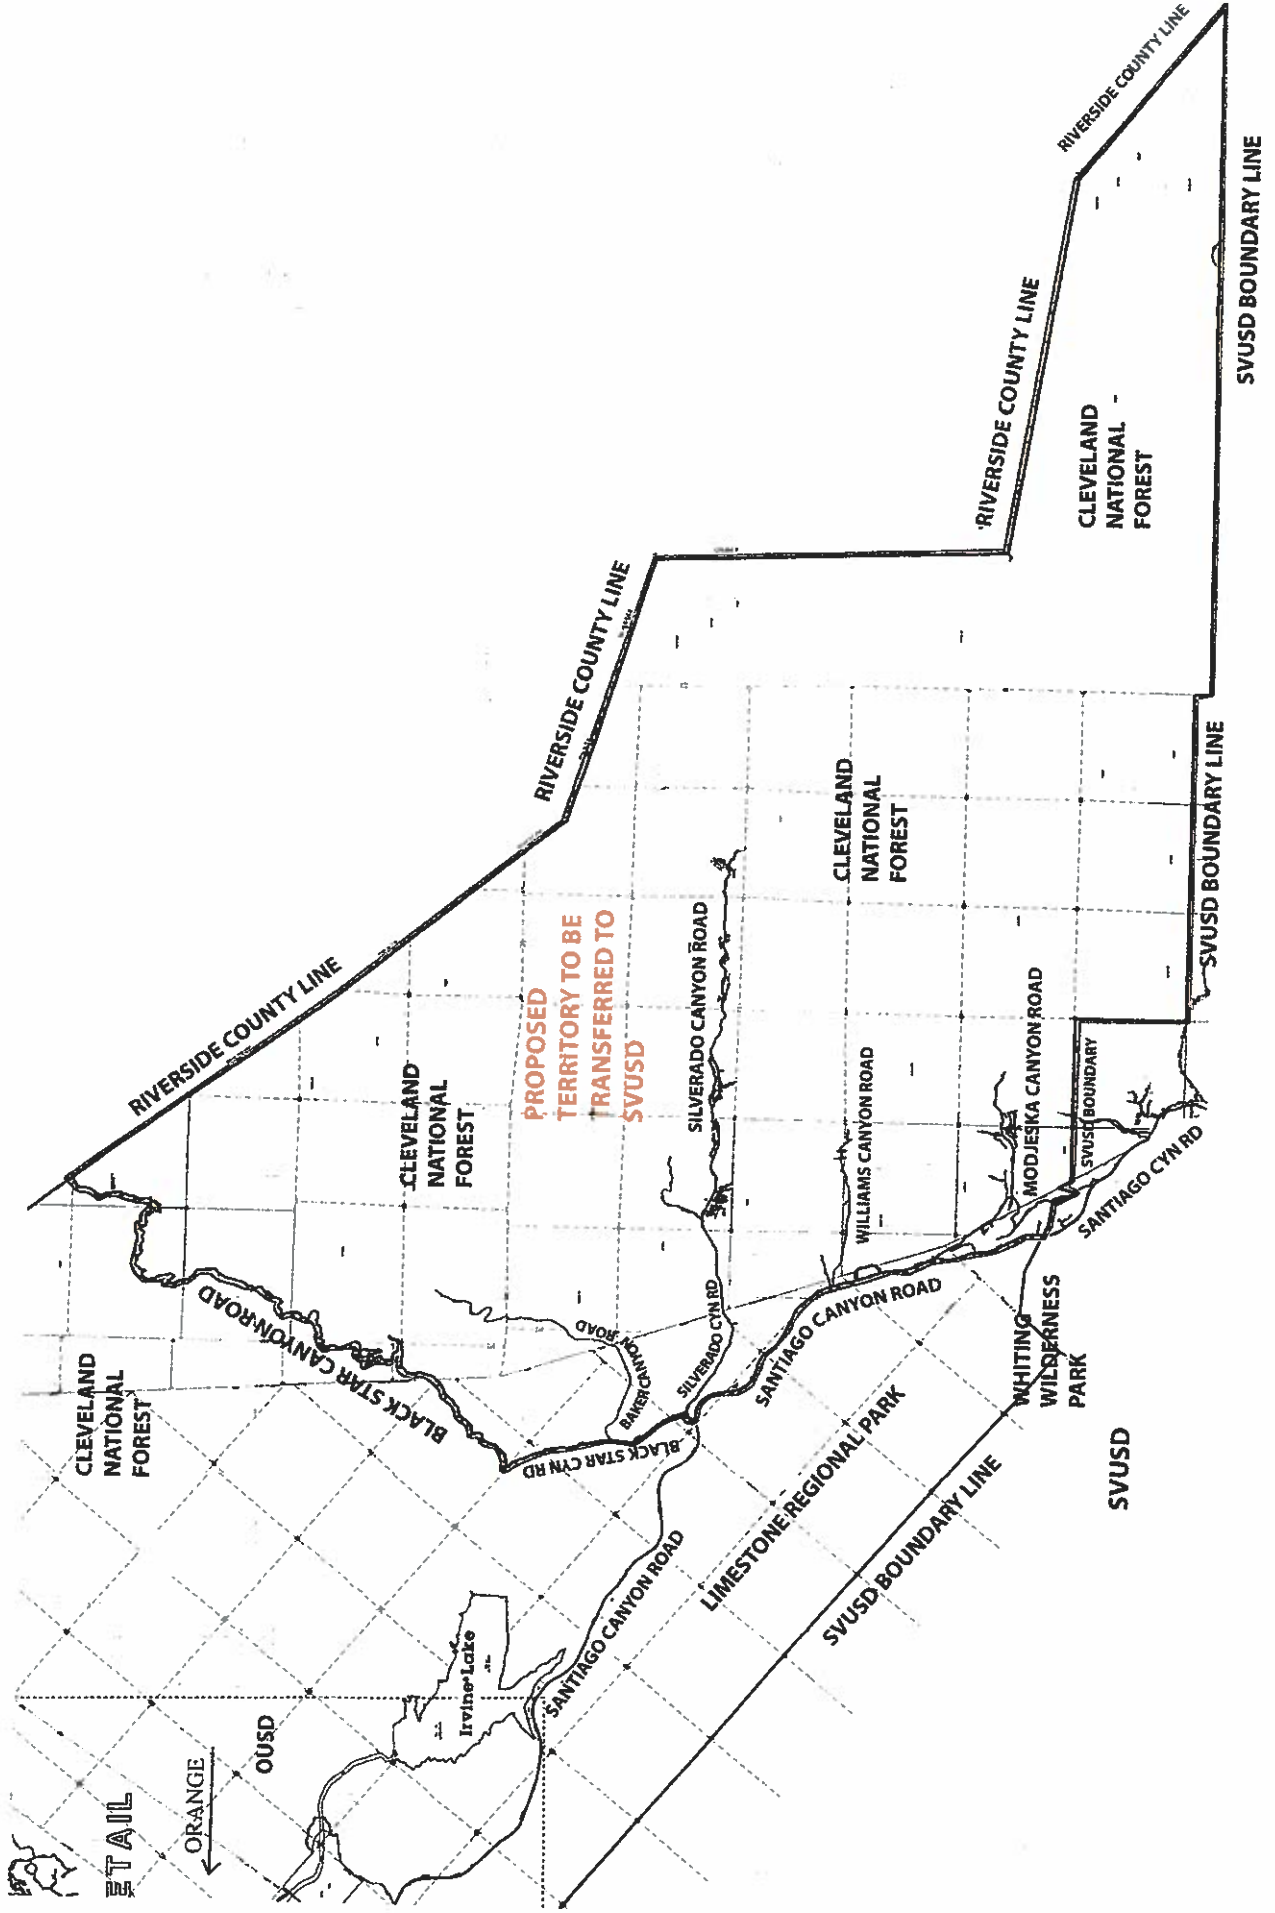 ETAIL
ORANGE
OUSD
CLEVELAND
NATIONAL
FOREST
RIVERSIDE COUNTY LINE
BLACK STAR CANYON ROAD
BLACK STAR CANYON ROAD
CLEVELAND
NATIONAL
FOREST
Irvine Lake
BLACK STAR CYN RD
BAKER CANYON ROAD
PROPOSED
TERRITORY TO BE
TRANSFERRED TO
SVUSD
RIVERSIDE COUNTY LINE
SANTIAGO CANYON ROAD
SILVERADO CYN RD
SILVERADO CANYON ROAD
LIMESTONE REGIONAL PARK
SANTIAGO CANYON ROAD
WILLIAMS CANYON ROAD
CLEVELAND
NATIONAL
FOREST
SVUSD BOUNDARY LINE
RIVERSIDE COUNTY LINE
WHITING
WILDERNESS
PARK
MODJESKA CANYON ROAD
SVUSD BOUNDARY
CLEVELAND
NATIONAL
FOREST
RIVERSIDE COUNTY LINE
SVUSD
SANTIAGO CYN RD
SVUSD BOUNDARY LINE
SVUSD BOUNDARY LINE